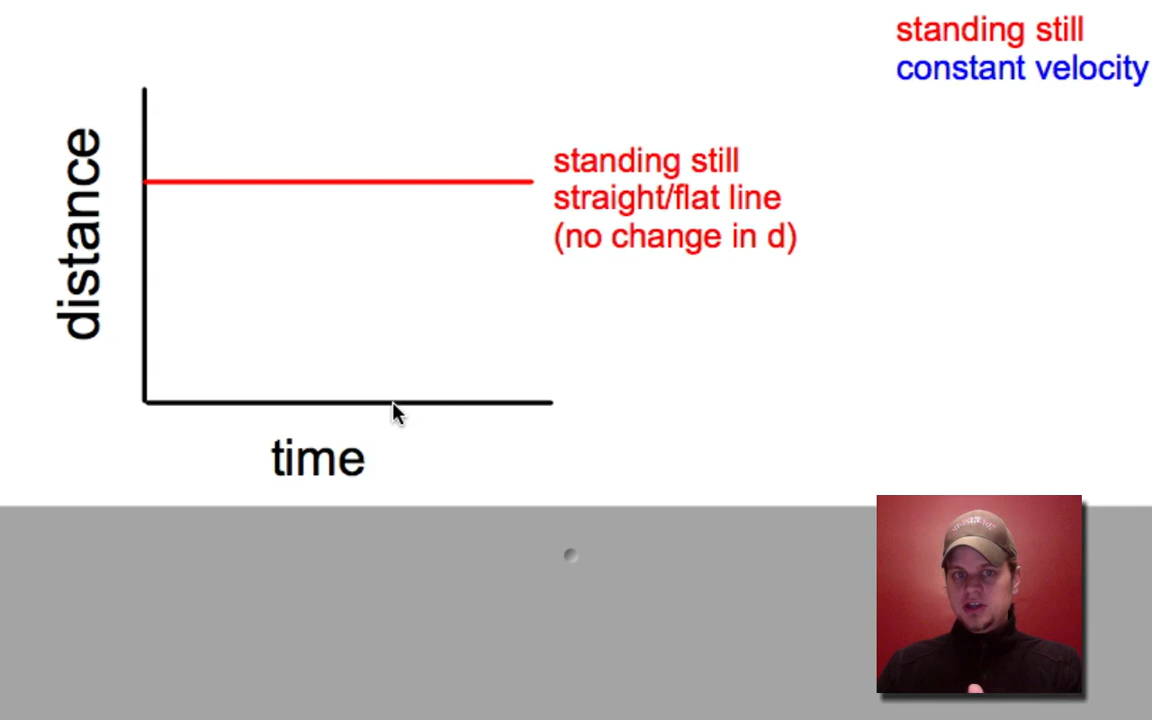 standing still
constant velocity
distance
standing still
straight/flat line
(no change in d)
time